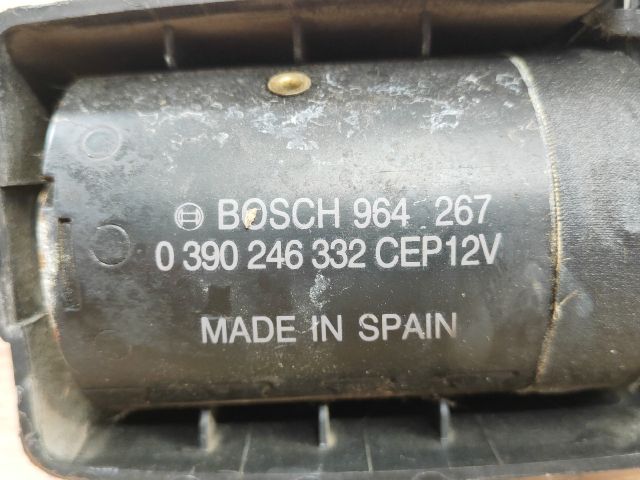 BOSCH 964 267
0 390 246 332 CEP12V
MADE IN SPAIN